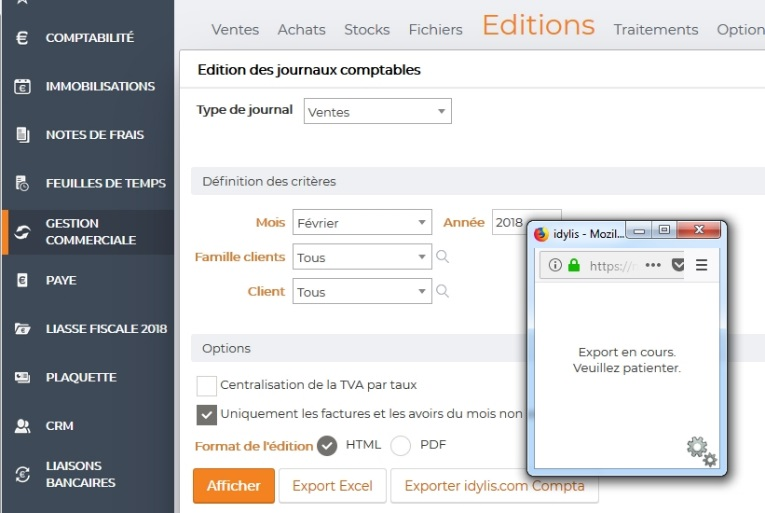 Ventes Achats Stocks Fichiers Editions Traitements Option
€ COMPTABILITÉ
IMMOBILISATIONS
NOTES DE FRAIS
FEUILLES DE TEMPS
GESTION
COMMERCIALE
PAYE
LIASSE FISCALE 2018
PLAQUETTE
CRM
LIAISONS
BANCAIRES
Edition des journaux comptables
Type de journal Ventes
Définition des critères
Mois Février Année 2018
Famille clients Tous
Client Tous
Options
Centralisation de la TVA par taux
Uniquement les factures et les avoirs du mois non
Format de l'édition HTML PDF
Afficher Export Excel Exporter idylis.com Compta
idylis - Mozil...
https://
Export en cours.
Veuillez patienter.